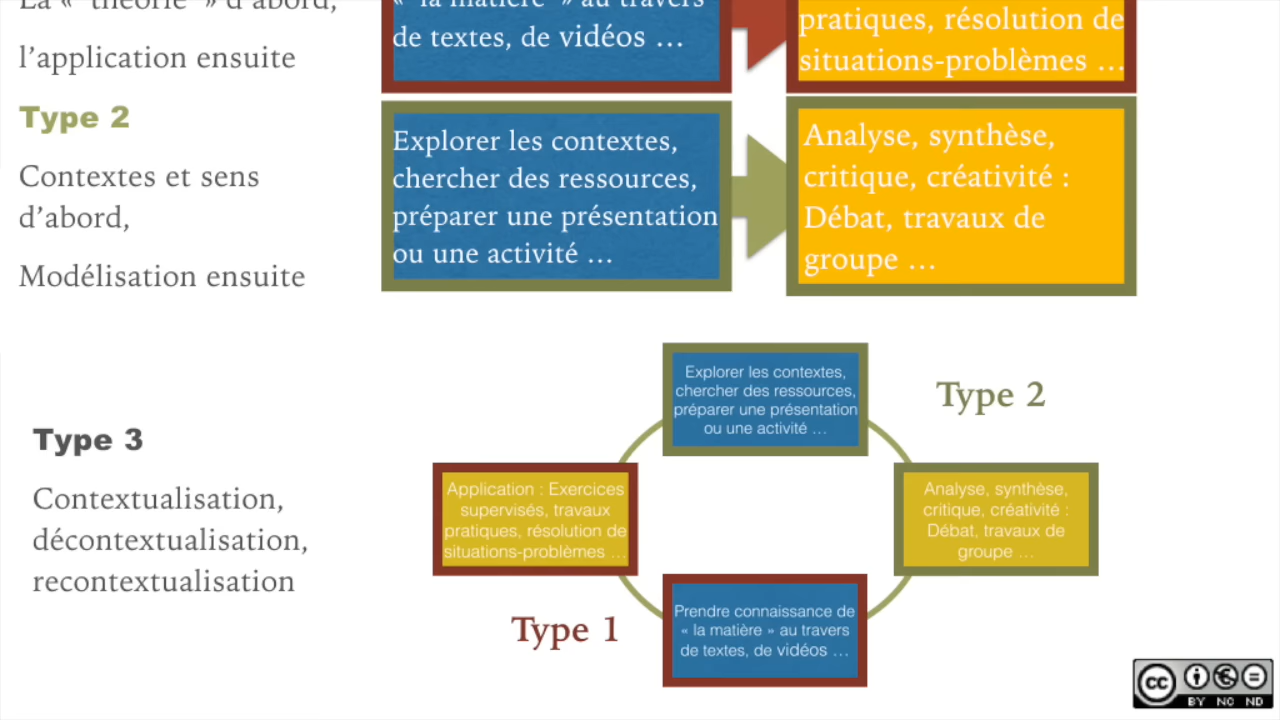 La « théorie » d'abord,
l'application ensuite
« la matière » au travers
de textes, de vidéos …
pratiques, résolution de
situations-problèmes …
Type 2
Contextes et sens
d'abord,
Modélisation ensuite
Explorer les contextes,
chercher des ressources,
préparer une présentation
ou une activité …
Analyse, synthèse,
critique, créativité :
Débat, travaux de
groupe …
Type 3
Contextualisation,
décontextualisation,
recontextualisation
Explorer les contextes,
chercher des ressources,
préparer une présentation
ou une activité …
Type 2
Application : Exercices
supervisés, travaux
pratiques, résolution de
situations-problèmes …
Analyse, synthèse,
critique, créativité :
Débat, travaux de
groupe …
Type 1
Prendre connaissance de
« la matière » au travers
de textes, de vidéos …
cc
BY NC ND